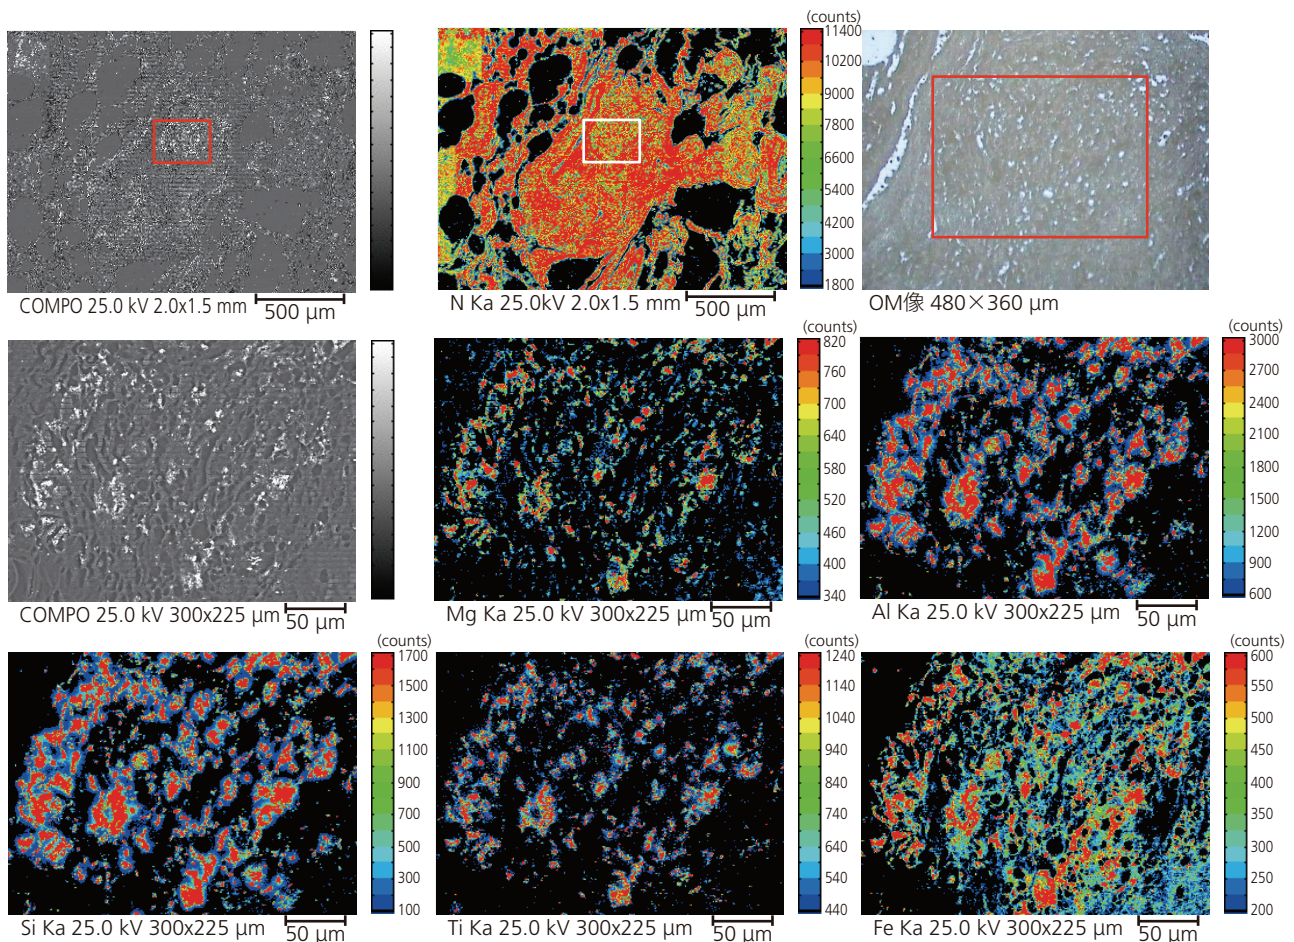 (counts)
11400
10200
9000
7800
6600
5400
4200
3000
1800
COMPO 25.0 kV 2.0x1.5 mm
500 µm
N Ka 25.0kV 2.0x1.5 mm
500 µm
OM像 480×360 µm
(counts)
820
760
700
640
580
520
460
400
340
(counts)
3000
2700
2400
2100
1800
1500
1200
900
600
COMPO 25.0 kV 300x225 µm
50 µm
Mg Ka 25.0 kV 300x225 µm
50 µm
Al Ka 25.0 kV 300x225 µm
50 µm
(counts)
1700
1500
1300
1100
900
700
500
300
100
(counts)
1240
1140
1040
940
840
740
640
540
440
(counts)
600
550
500
450
400
350
300
250
200
Si Ka 25.0 kV 300x225 µm
50 µm
Ti Ka 25.0 kV 300x225 µm
50 µm
Fe Ka 25.0 kV 300x225 µm
50 µm